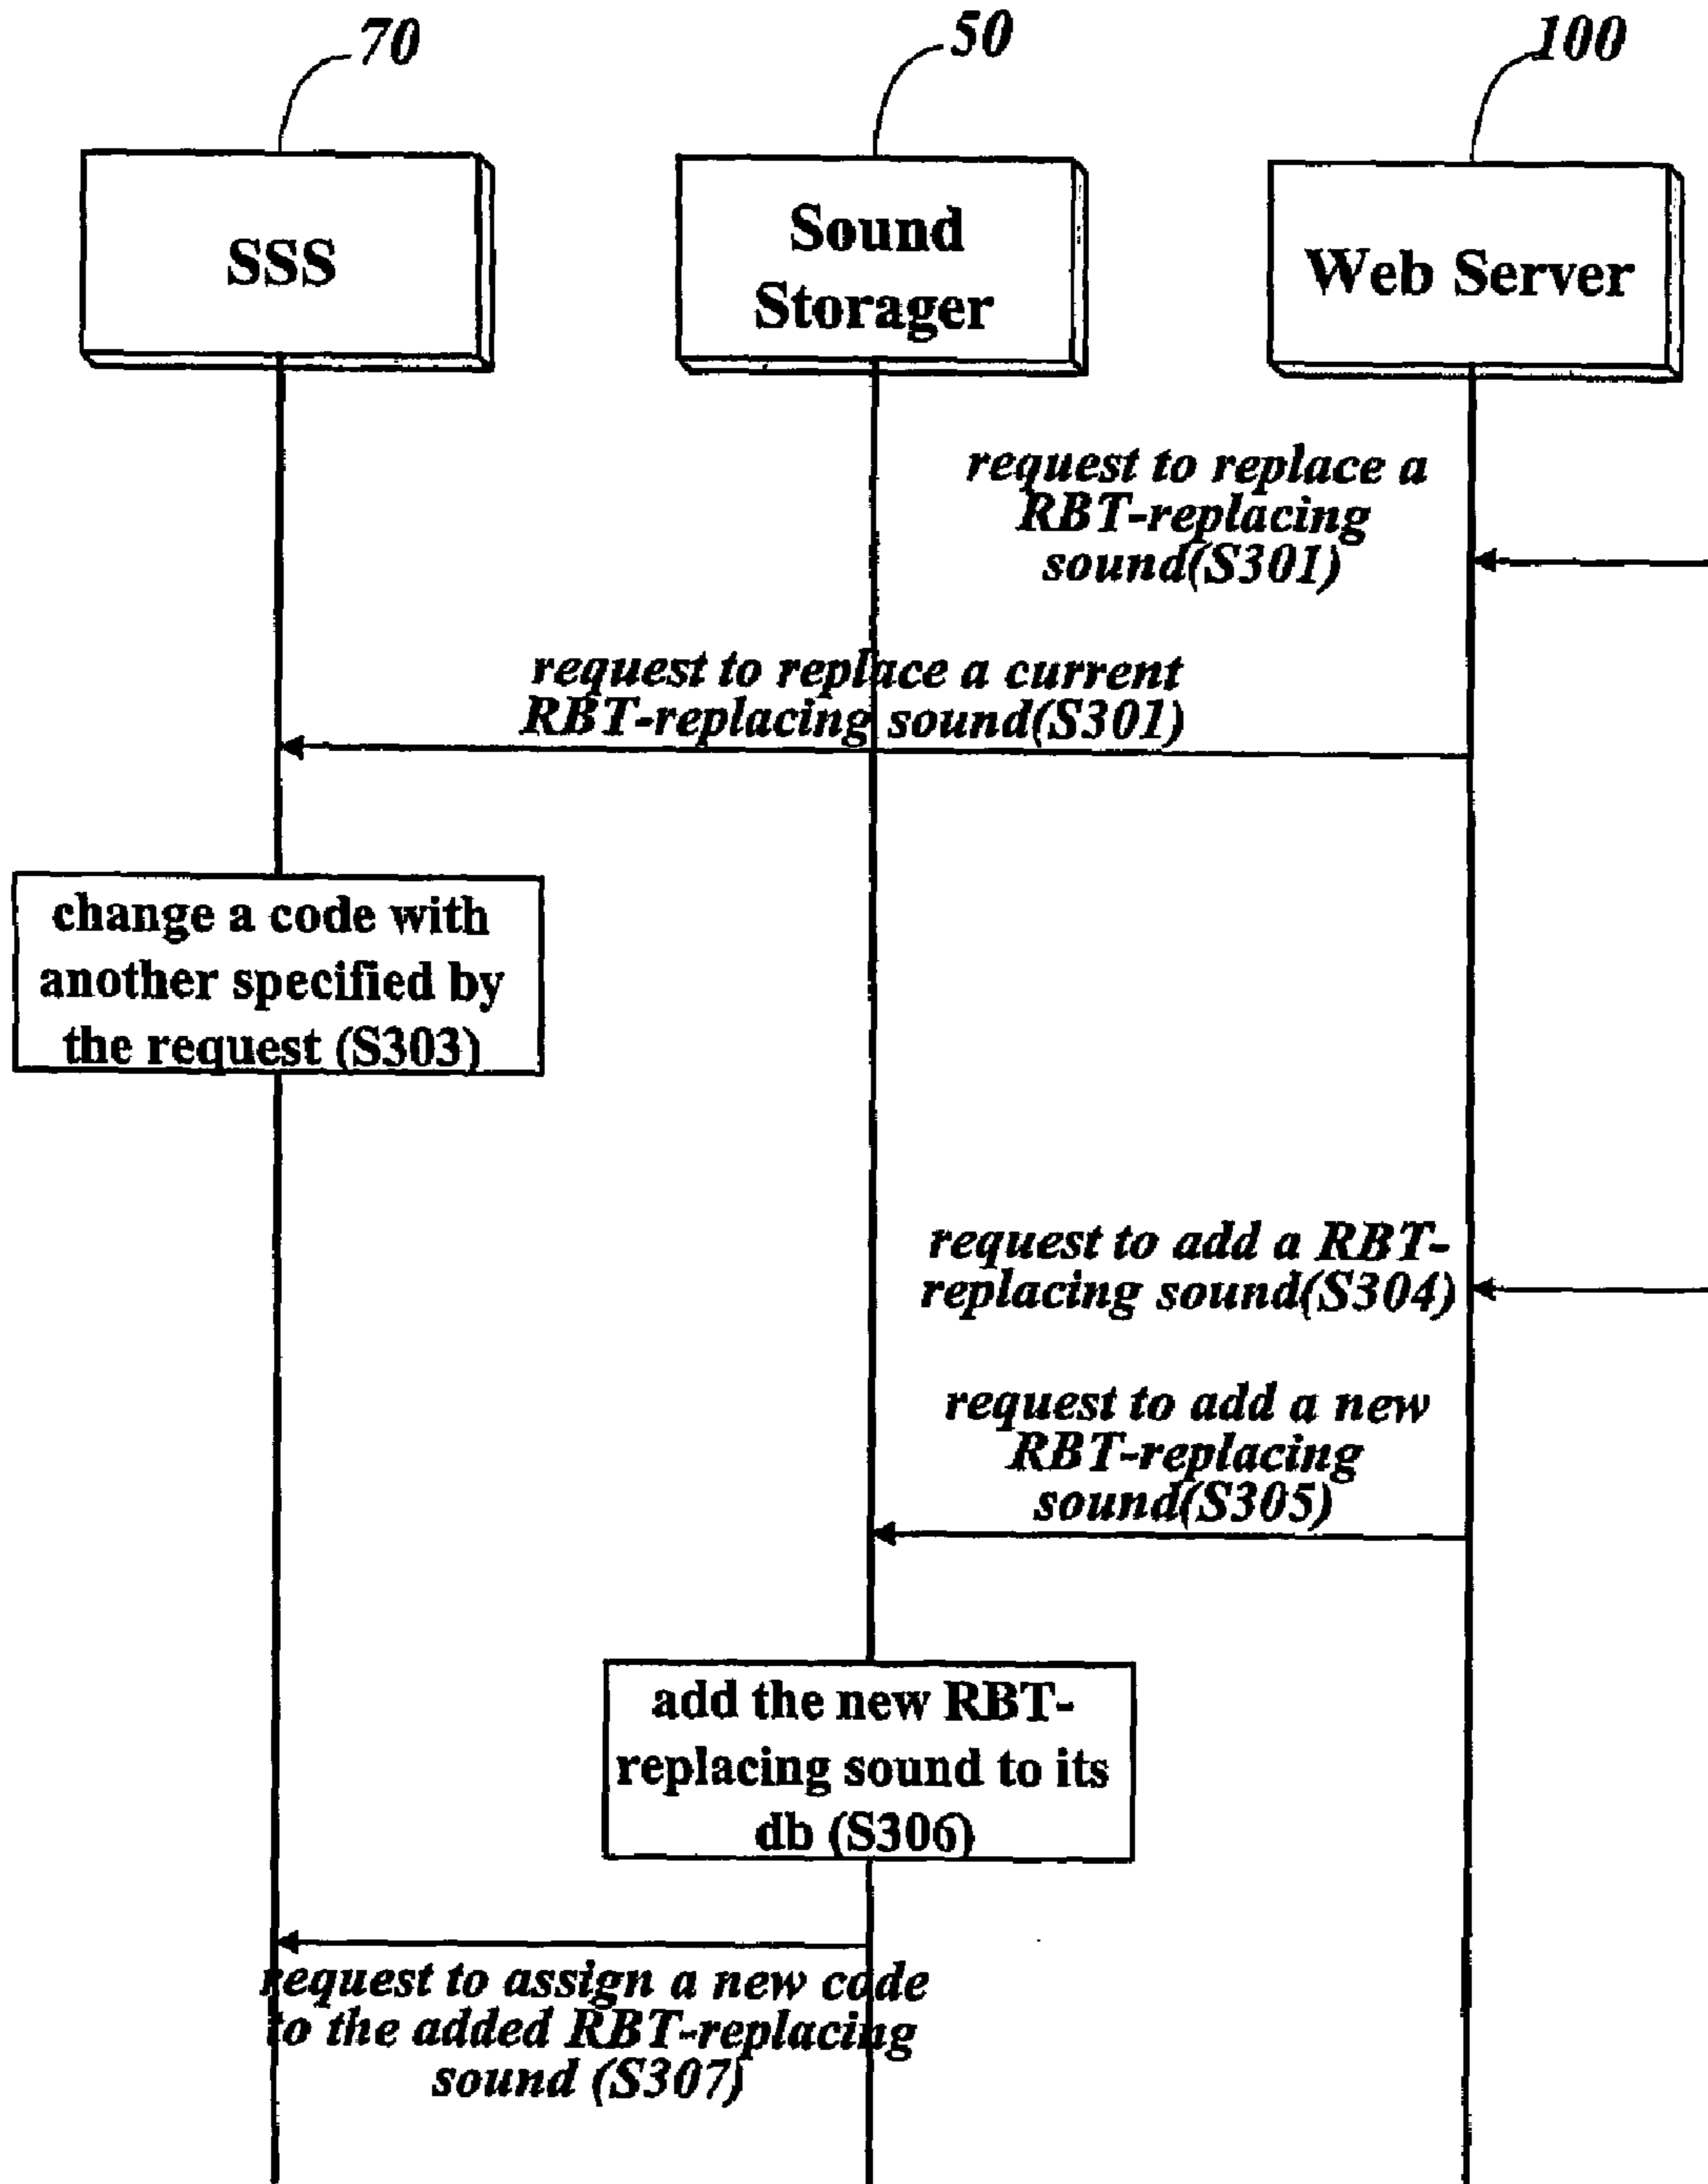 70
50
100
SSS
Sound
Storager
Web Server
request to replace a
RBT-replacing
sound(S301)
request to replace a current
RBT-replacing sound(S301)
change a code with
another specified by
the request (S303)
request to add a RBT-
replacing sound(S304)
request to add a new
RBT-replacing
sound(S305)
add the new RBT-
replacing sound to its
db (S306)
request to assign a new code
to the added RBT-replacing
sound (S307)